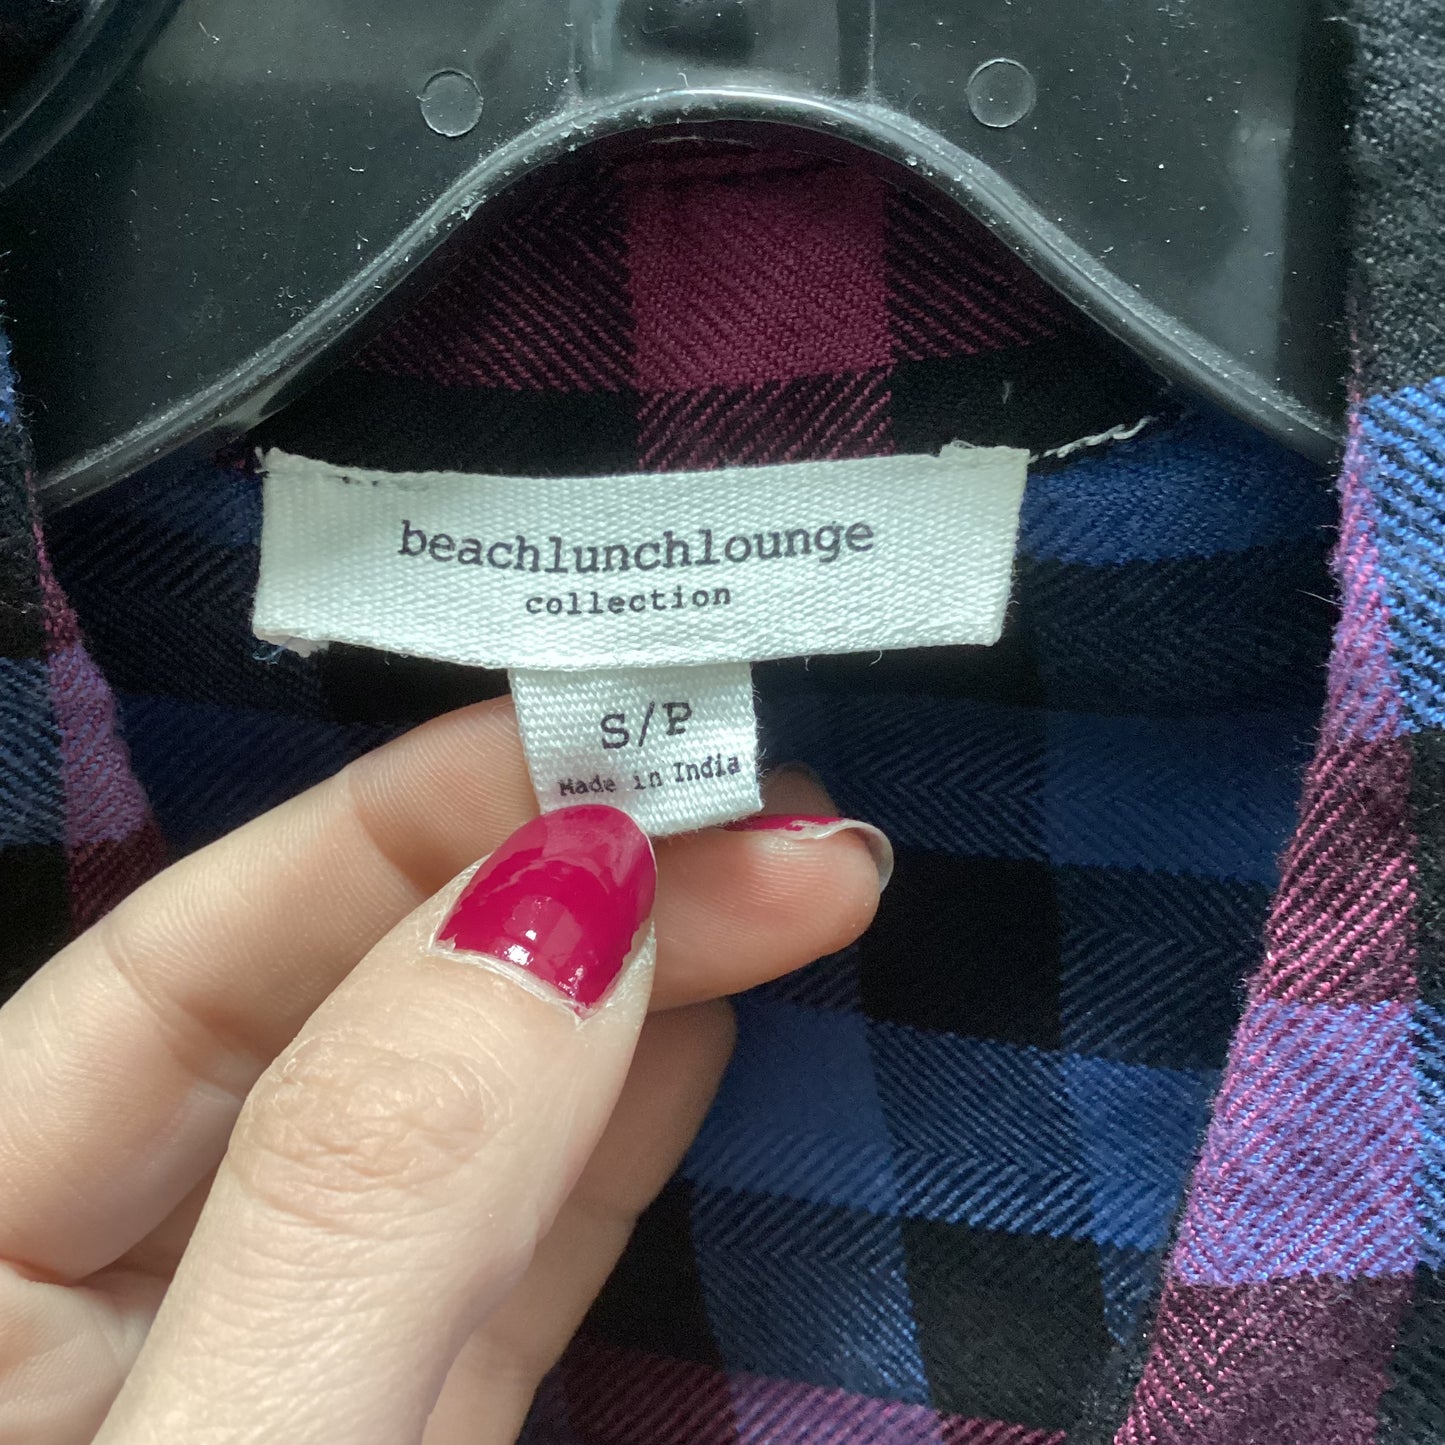 beachlunchlounge
collection
S/P
Made in India